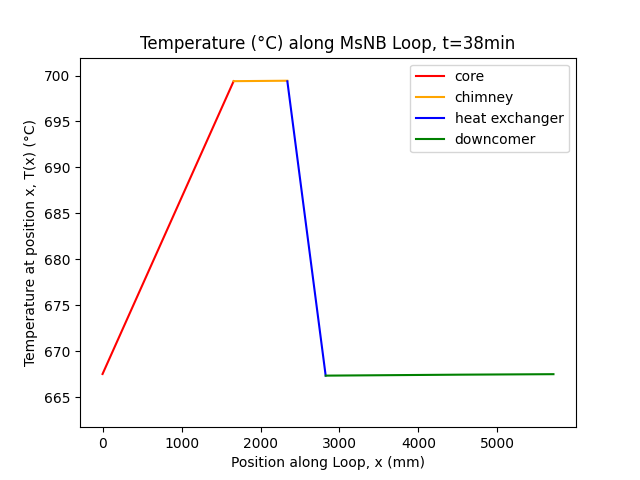 Temperature (°C) along MsNB Loop, t=38min
Temperature at position x, T(x) (°C)
700
695
690
685
680
675
670
665
core
chimney
heat exchanger
downcomer
0 1000 2000 3000 4000 5000
Position along Loop, x (mm)